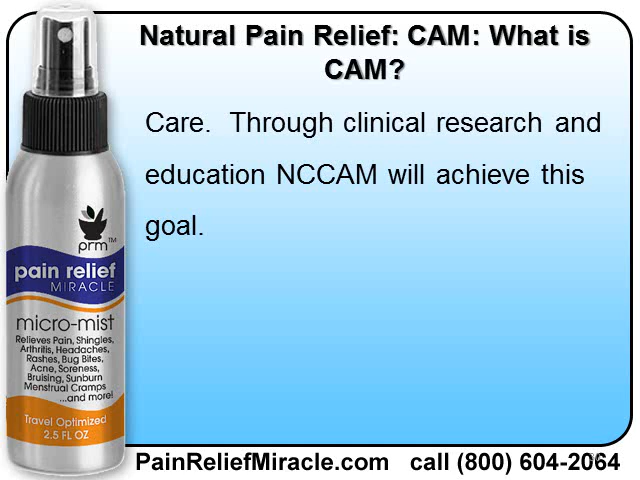 Natural Pain Relief: CAM: What is
CAM?
Care. Through clinical research and
education NCCAM will achieve this
goal.
prm™
pain relief
MIRACLE
micro-mist
Relieves Pain, Shingles,
Arthritis, Headaches,
Rashes, Bug Bites,
Acne, Soreness,
Bruising, Sunburn
Menstrual Cramps
...and more!
Travel Optimized
2.5 FL OZ
PainReliefMiracle.com call (800) 604-2064